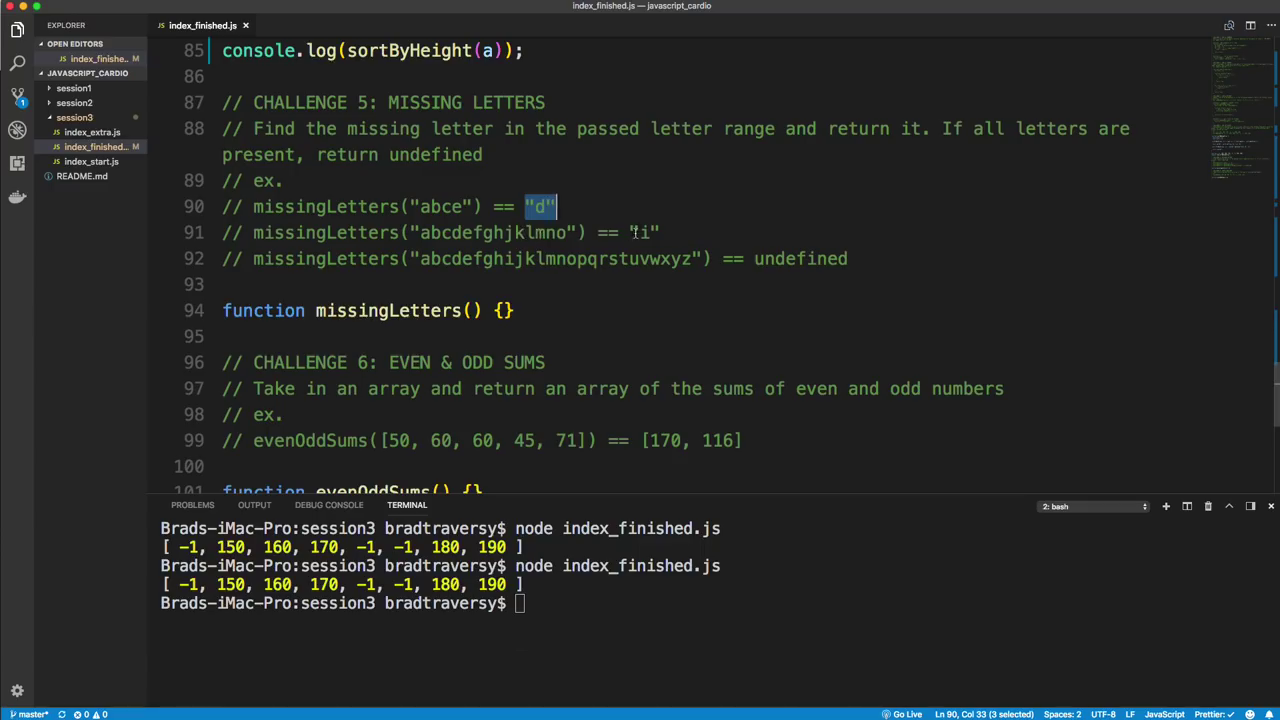 index_finished.js — javascript_cardio
EXPLORER
index_finished.js ×
OPEN EDITORS
index_finishe...
JAVASCRIPT_CARDIO
session1
session2
session3
index_extra.js
index_finished...
index_start.js
README.md
1
85 console.log(sortByHeight(a));
86
87 // CHALLENGE 5: MISSING LETTERS
88 // Find the missing letter in the passed letter range and return it. If all letters are
present, return undefined
89 // ex.
90 // missingLetters("abce") == "d"
91 // missingLetters("abcdefghjklmno") == "i"
92 // missingLetters("abcdefghijklmnopqrstuvwxyz") == undefined
93
94 function missingLetters() {}
95
96 // CHALLENGE 6: EVEN & ODD SUMS
97 // Take in an array and return an array of the sums of even and odd numbers
98 // ex.
99 // evenOddSums([50, 60, 60, 45, 71]) == [170, 116]
100
101 function evenOddSums() {}
PROBLEMS OUTPUT DEBUG CONSOLE TERMINAL 2: bash
Brads-iMac-Pro:session3 bradtraversy$ node index_finished.js
[ -1, 150, 160, 170, -1, -1, 180, 190 ]
Brads-iMac-Pro:session3 bradtraversy$ node index_finished.js
[ -1, 150, 160, 170, -1, -1, 180, 190 ]
Brads-iMac-Pro:session3 bradtraversy$
master* 0 0 Go Live Ln 90, Col 33 (3 selected) Spaces: 2 UTF-8 LF JavaScript Prettier: ✓